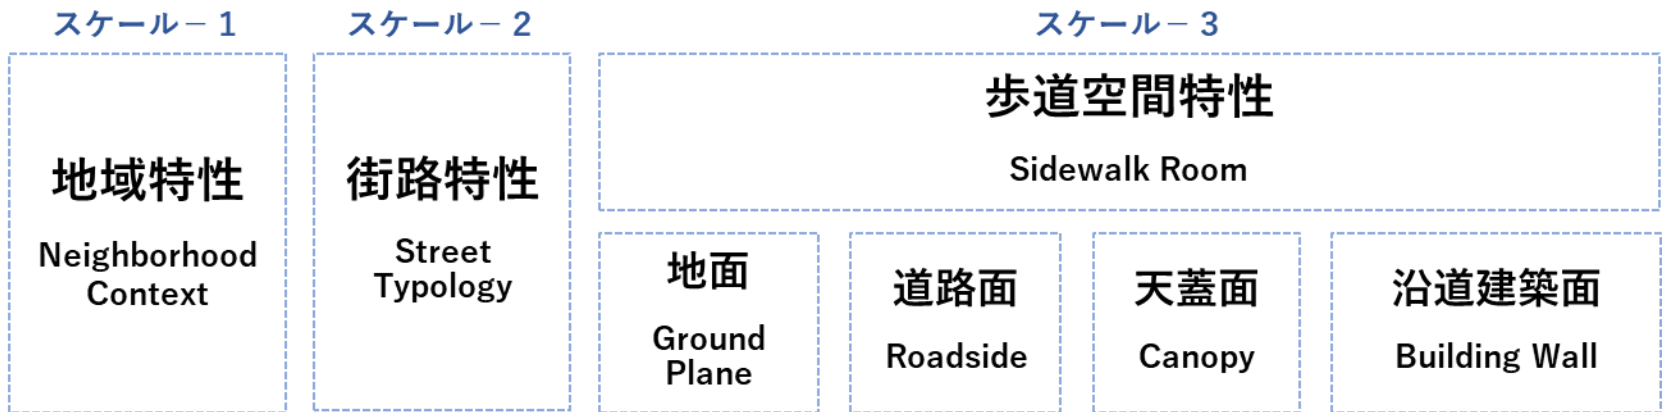 スケール－1
スケール－2
スケール－3
地域特性
Neighborhood
Context
街路特性
Street
Typology
歩道空間特性
Sidewalk Room
地面
Ground
Plane
道路面
Roadside
天蓋面
Canopy
沿道建築面
Building Wall